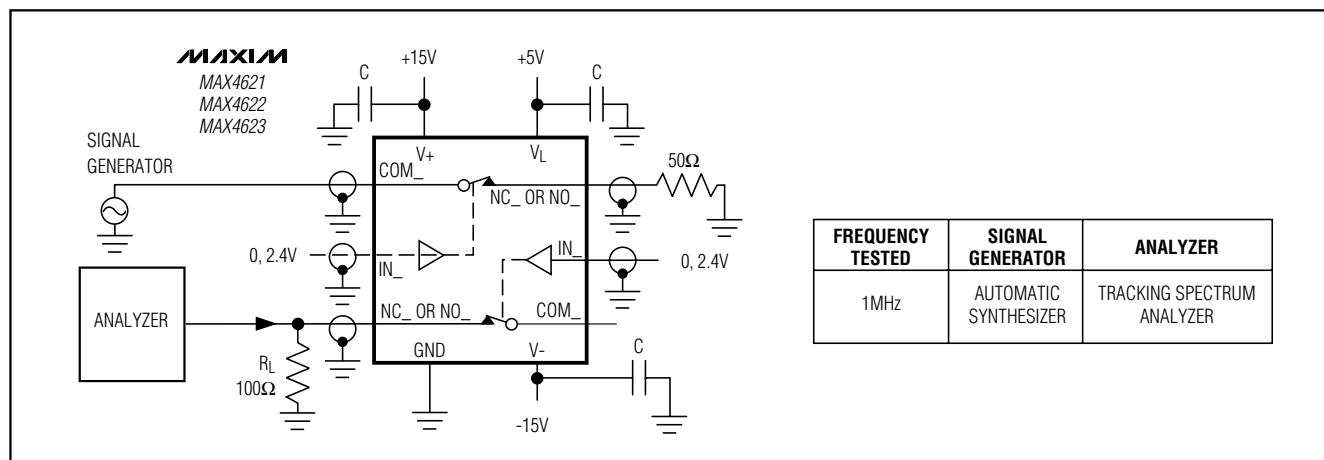 MAXIM
MAX4621
MAX4622
MAX4623
+15V
+5V
C
C
SIGNAL
GENERATOR
V+
VL
50Ω
COM_
NC_ OR NO_
0, 2.4V
IN_
IN_
0, 2.4V
ANALYZER
NC_ OR NO_
COM_
RL
100Ω
GND
V-
C
-15V
FREQUENCY TESTED
SIGNAL GENERATOR
ANALYZER
1MHz
AUTOMATIC SYNTHESIZER
TRACKING SPECTRUM ANALYZER